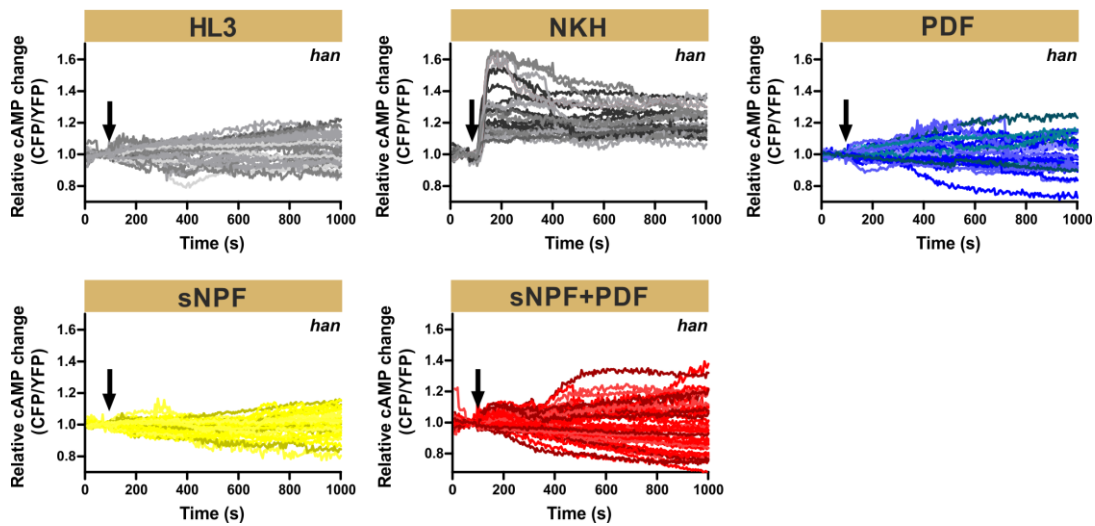 HL3
han
Relative cAMP change
(CFP/YFP)
1.6
1.4
1.2
1.0
0.8
0 200 400 600 800 1000
Time (s)
NKH
han
Relative cAMP change
(CFP/YFP)
1.6
1.4
1.2
1.0
0.8
0 200 400 600 800 1000
Time (s)
PDF
han
Relative cAMP change
(CFP/YFP)
1.6
1.4
1.2
1.0
0.8
0 200 400 600 800 1000
Time (s)
sNPF
han
Relative cAMP change
(CFP/YFP)
1.6
1.4
1.2
1.0
0.8
0 200 400 600 800 1000
Time (s)
sNPF+PDF
han
Relative cAMP change
(CFP/YFP)
1.6
1.4
1.2
1.0
0.8
0 200 400 600 800 1000
Time (s)